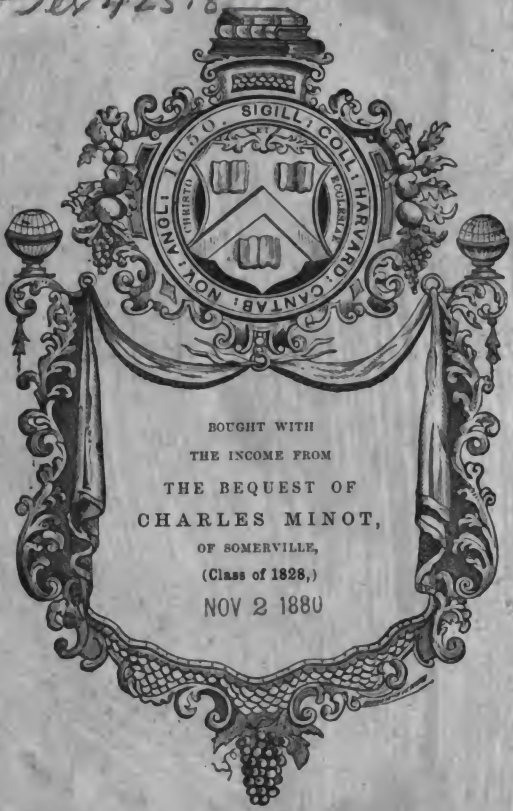 SIGILL: COLL: HARVARD: CANTAB: NOV: ANGL: 1650.
ET
CHRISTO
ECCLESIAE
BOUGHT WITH
THE INCOME FROM
THE BEQUEST OF
CHARLES MINOT,
OF SOMERVILLE,
(Class of 1828,)
NOV 2 1880